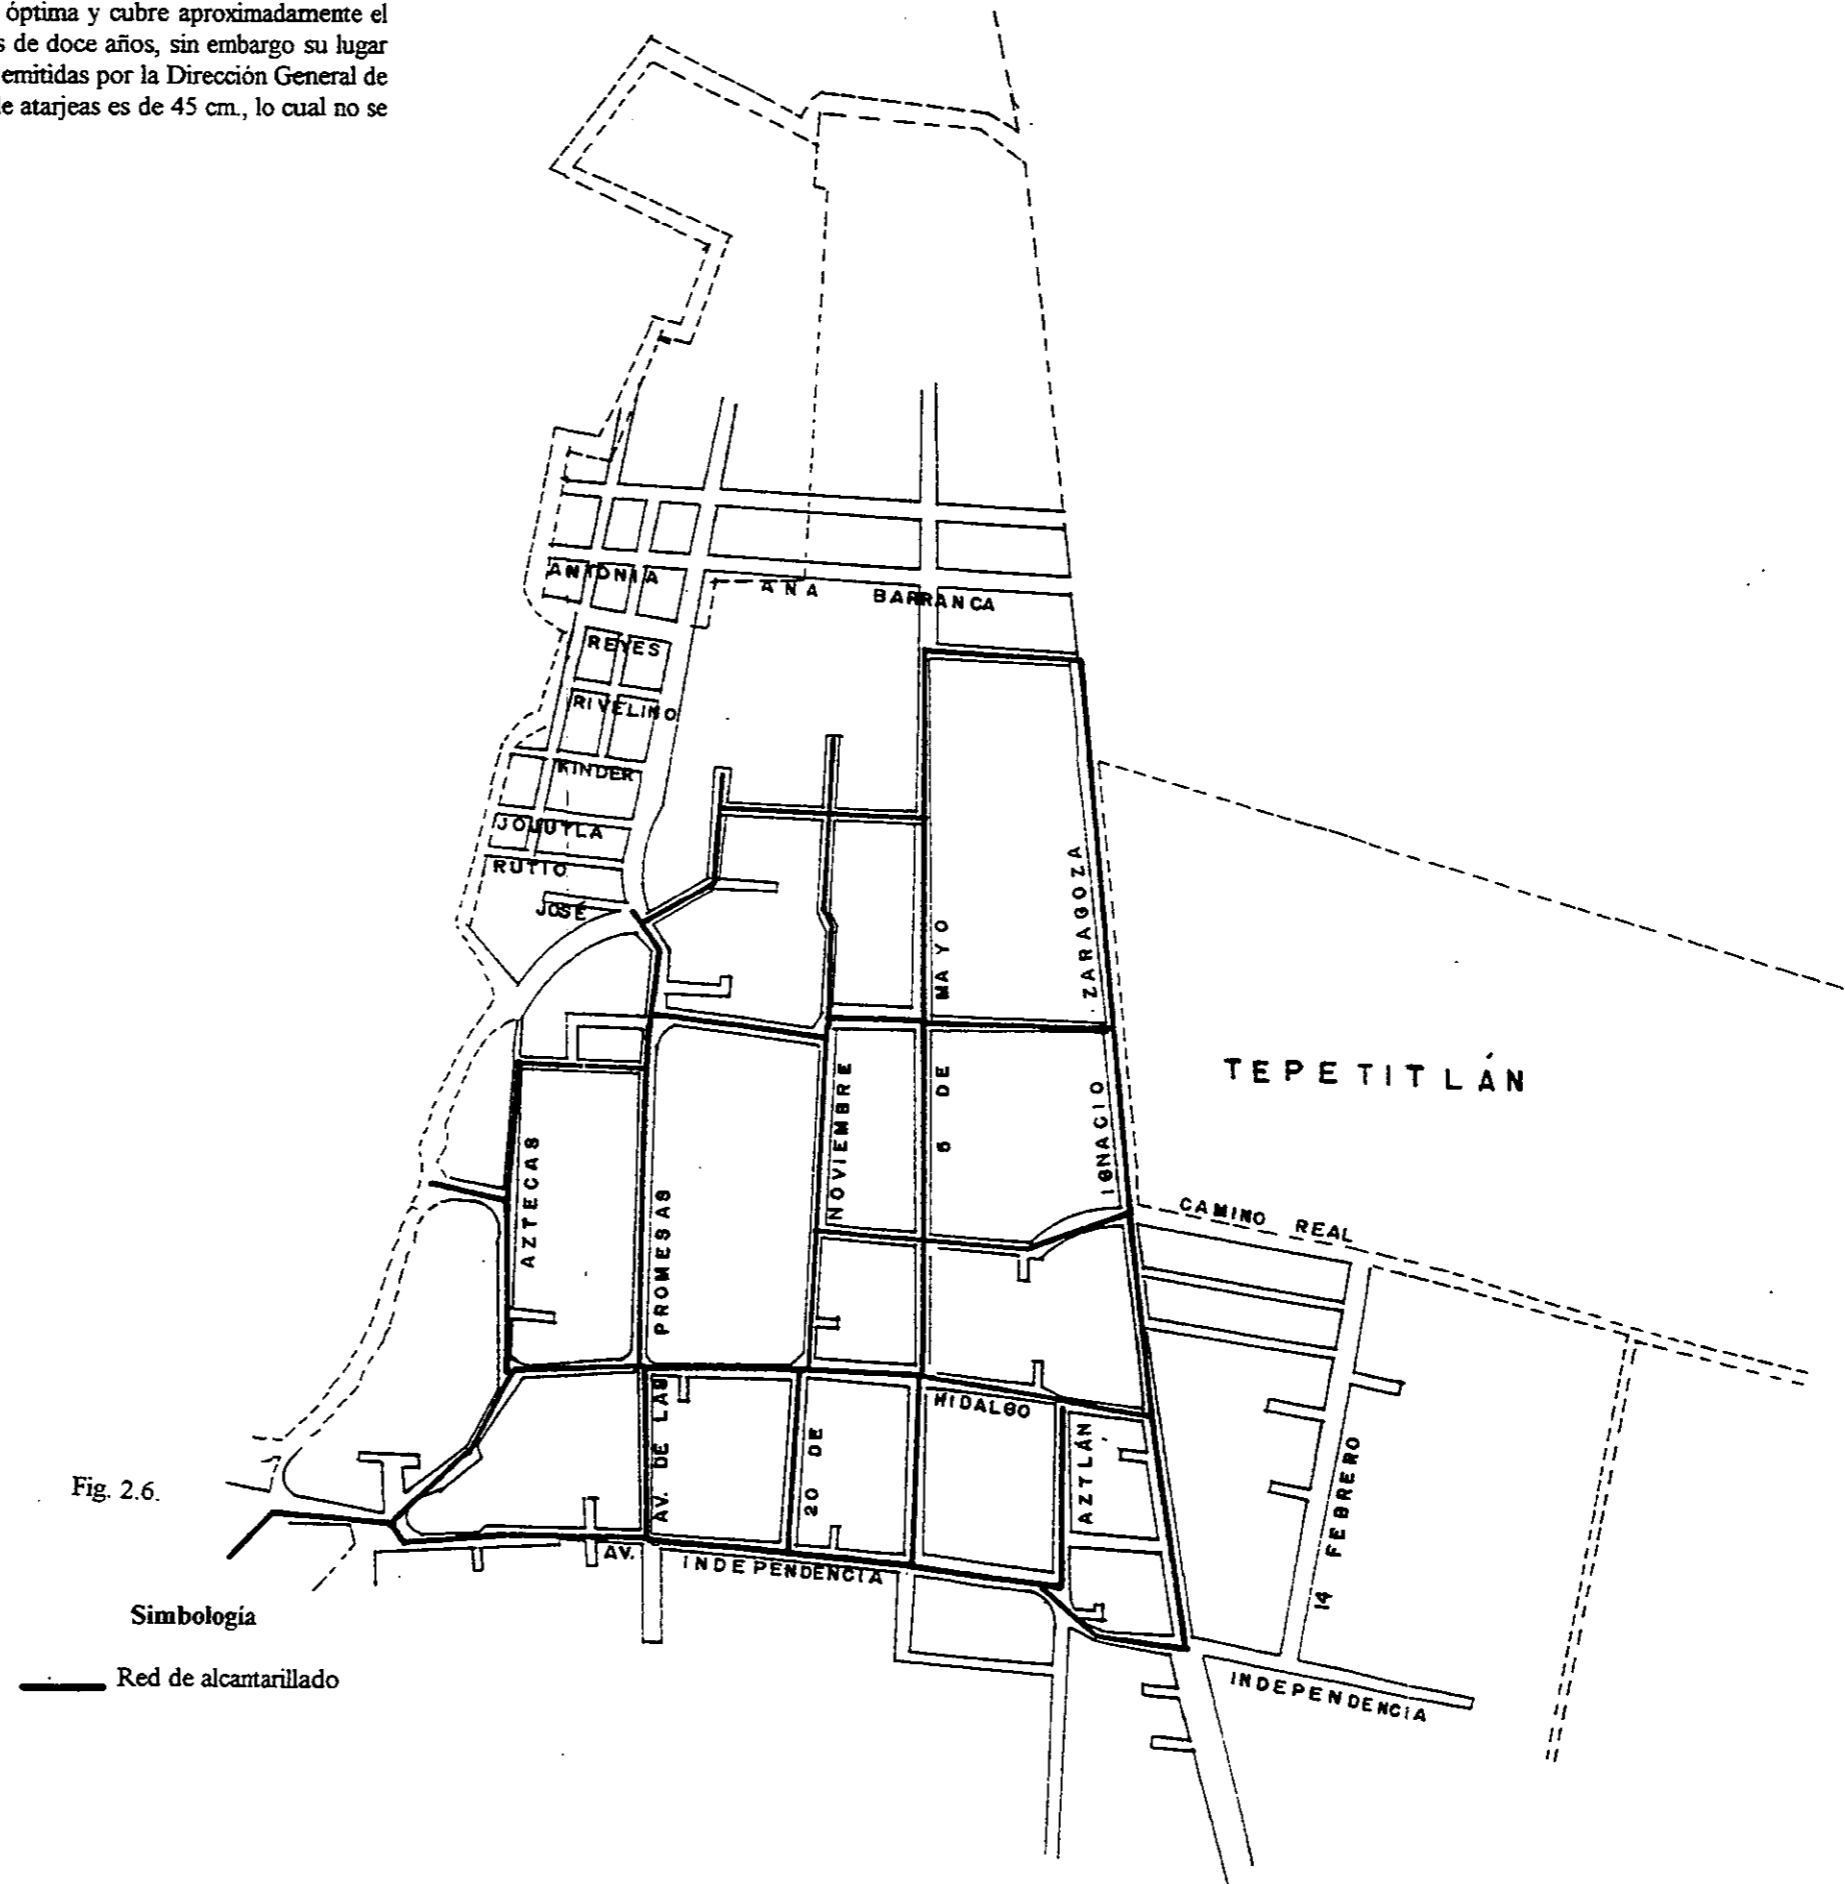 óptima y cubre aproximadamente el
s de doce años, sin embargo su lugar
emitidas por la Dirección General de
de atarjeas es de 45 cm., lo cual no se
ANTONIA
ANA BARRANCA
REYES
RIVELINO
KINDER
JOJUTLA
RUTIO
JOSÉ
5 DE MAYO
IGNACIO ZARAGOZA
TEPETITLÁN
AZTECAS
AV. DE LAS PROMESAS
20 DE NOVIEMBRE
CAMINO REAL
HIDALGO
AZTLÁN
14 FEBRERO
AV. INDEPENDENCIA
INDEPENDENCIA
Fig. 2.6.
Simbología
Red de alcantarillado